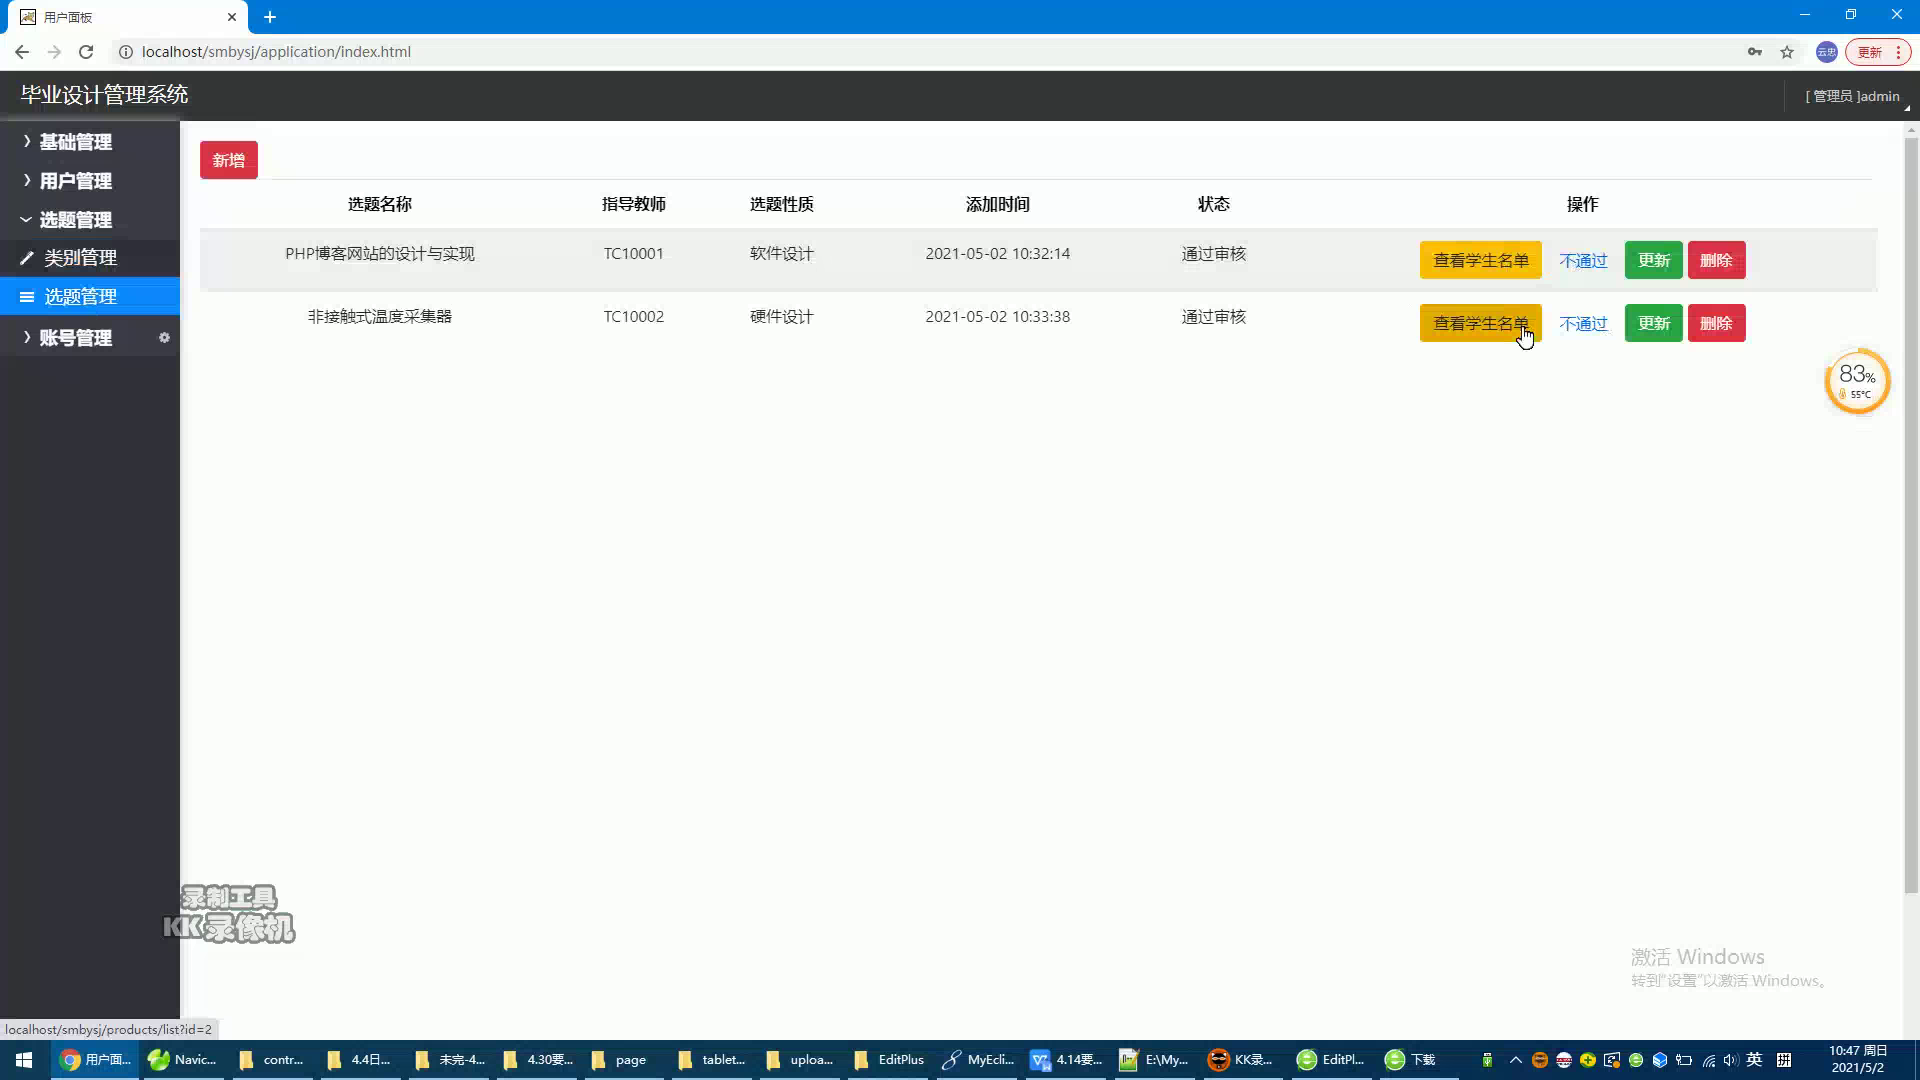 用户面板
localhost/smbysj/application/index.html
云忠
更新
毕业设计管理系统
[ 管理员 ]admin
基础管理
用户管理
选题管理
类别管理
选题管理
账号管理
新增
选题名称 指导教师 选题性质 添加时间 状态 操作
PHP博客网站的设计与实现 TC10001 软件设计 2021-05-02 10:32:14 通过审核 查看学生名单 不通过 更新 删除
非接触式温度采集器 TC10002 硬件设计 2021-05-02 10:33:38 通过审核 查看学生名单 不通过 更新 删除
83%
55°C
录制工具
KK录像机
激活 Windows
转到"设置"以激活 Windows。
localhost/smbysj/products/list?id=2
用户面... Navic... contr... 4.4日... 未完-4... 4.30要... page tablet... uploa... EditPlus MyEcli... 4.14要... E:\My... KK录... EditPl... 下载 英 拼
10:47 周日
2021/5/2